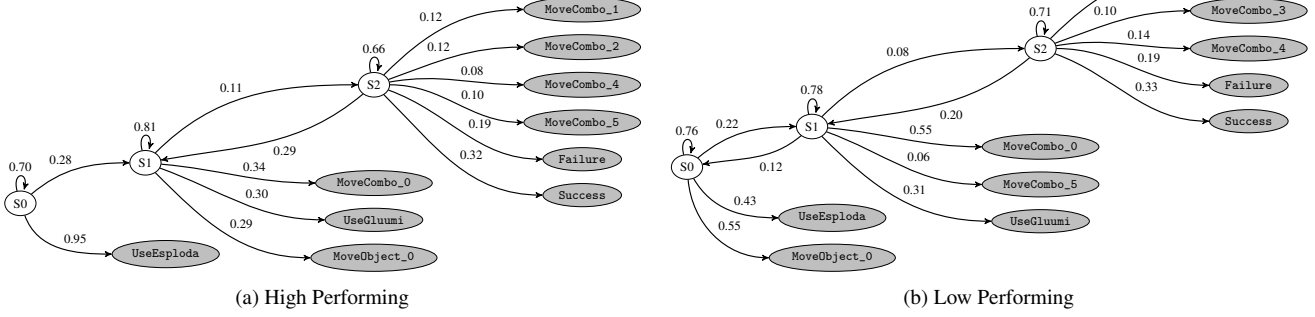 0.12
MoveCombo_1
0.12
MoveCombo_2
0.66
S2
0.08
MoveCombo_4
0.11
0.10
MoveCombo_5
0.81
0.19
Failure
0.29
0.32
Success
0.70
0.28
S1
0.34
MoveCombo_0
S0
0.30
UseGluumi
0.29
MoveObject_0
0.95
UseEsploda
(a) High Performing
0.71
0.10
MoveCombo_3
S2
0.14
MoveCombo_4
0.08
0.19
Failure
0.78
0.33
Success
0.20
0.76
0.22
S1
0.55
MoveCombo_0
S0
0.12
0.06
MoveCombo_5
0.31
UseGluumi
0.43
UseEsploda
0.55
MoveObject_0
(b) Low Performing